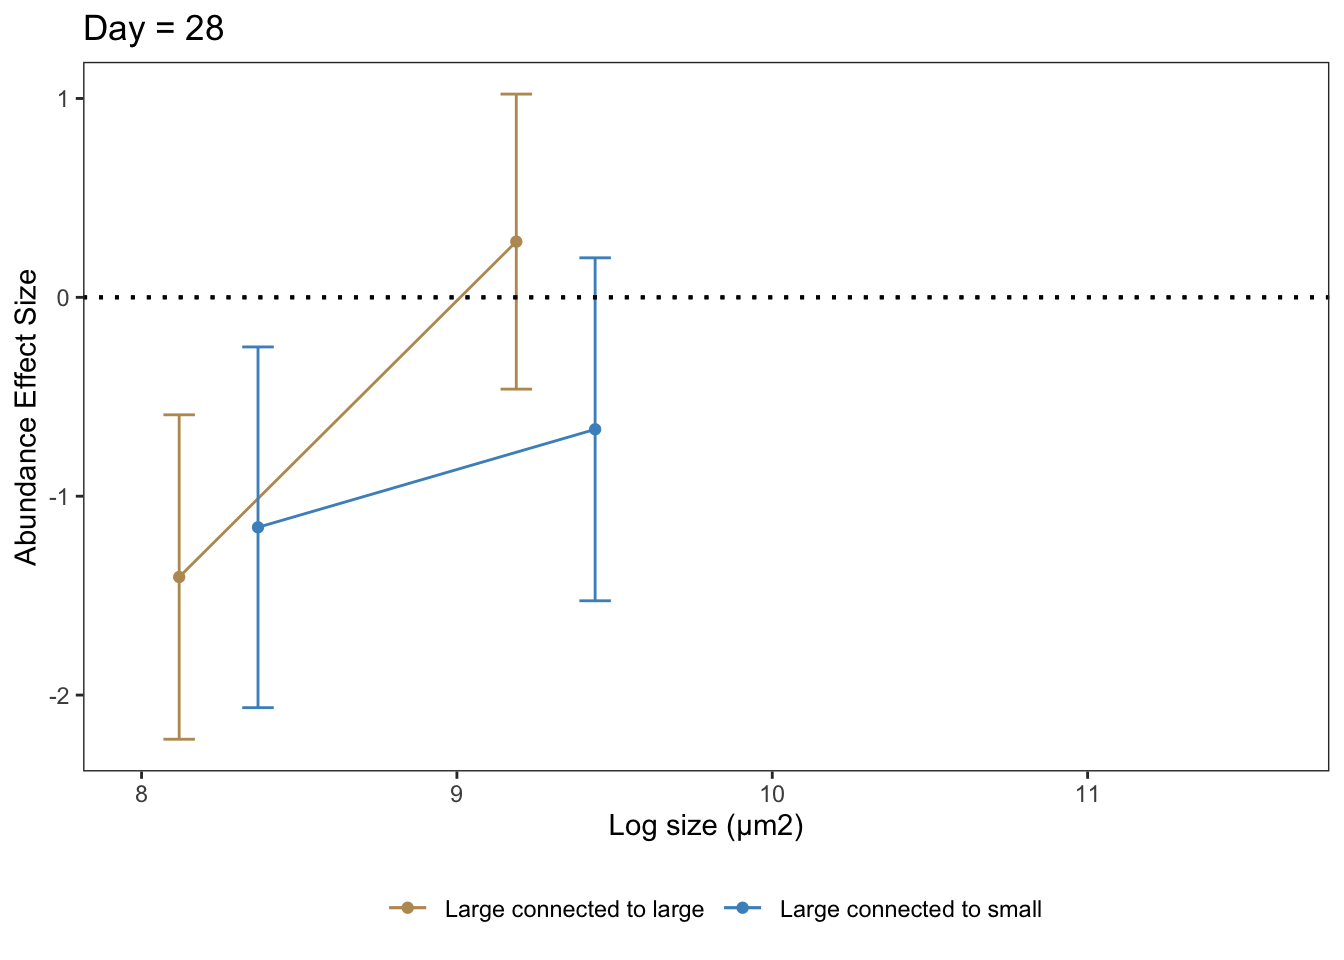 Day = 28
Abundance Effect Size
1
0
-1
-2
8 9 10 11
Log size (μm2)
Large connected to large Large connected to small